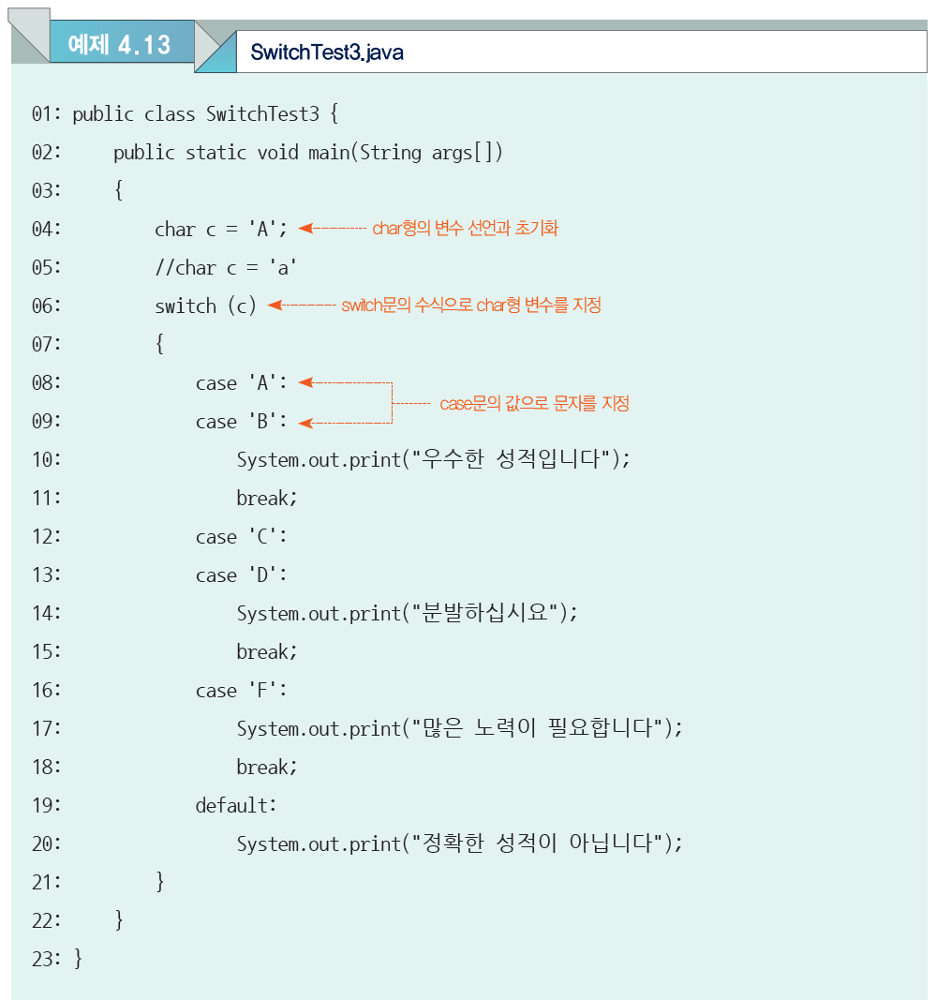 예제 4.13
SwitchTest3.java
01: public class SwitchTest3 {
02: public static void main(String args[])
03: {
04: char c = 'A'; char형의 변수 선언과 초기화
05: //char c = 'a'
06: switch (c) switch문의 수식으로 char형 변수를 지정
07: {
08: case 'A':
case문의 값으로 문자를 지정
09: case 'B':
10: System.out.print("우수한 성적입니다");
11: break;
12: case 'C':
13: case 'D':
14: System.out.print("분발하십시요");
15: break;
16: case 'F':
17: System.out.print("많은 노력이 필요합니다");
18: break;
19: default:
20: System.out.print("정확한 성적이 아닙니다");
21: }
22: }
23: }